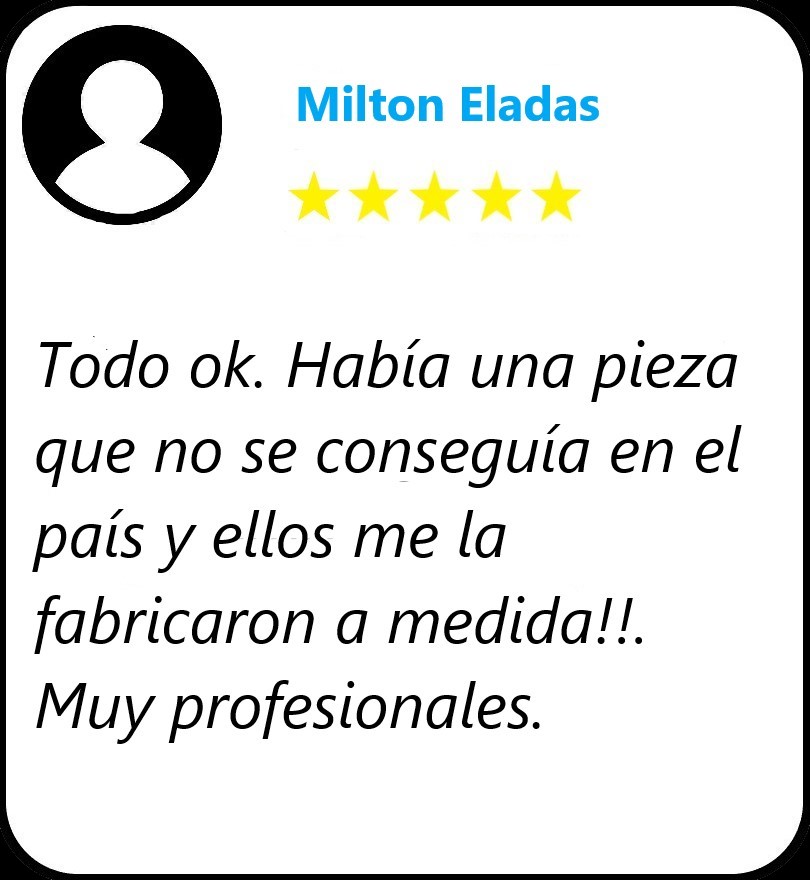 Milton Eladas
Todo ok. Había una pieza
que no se conseguía en el
país y ellos me la
fabricaron a medida!!.
Muy profesionales.